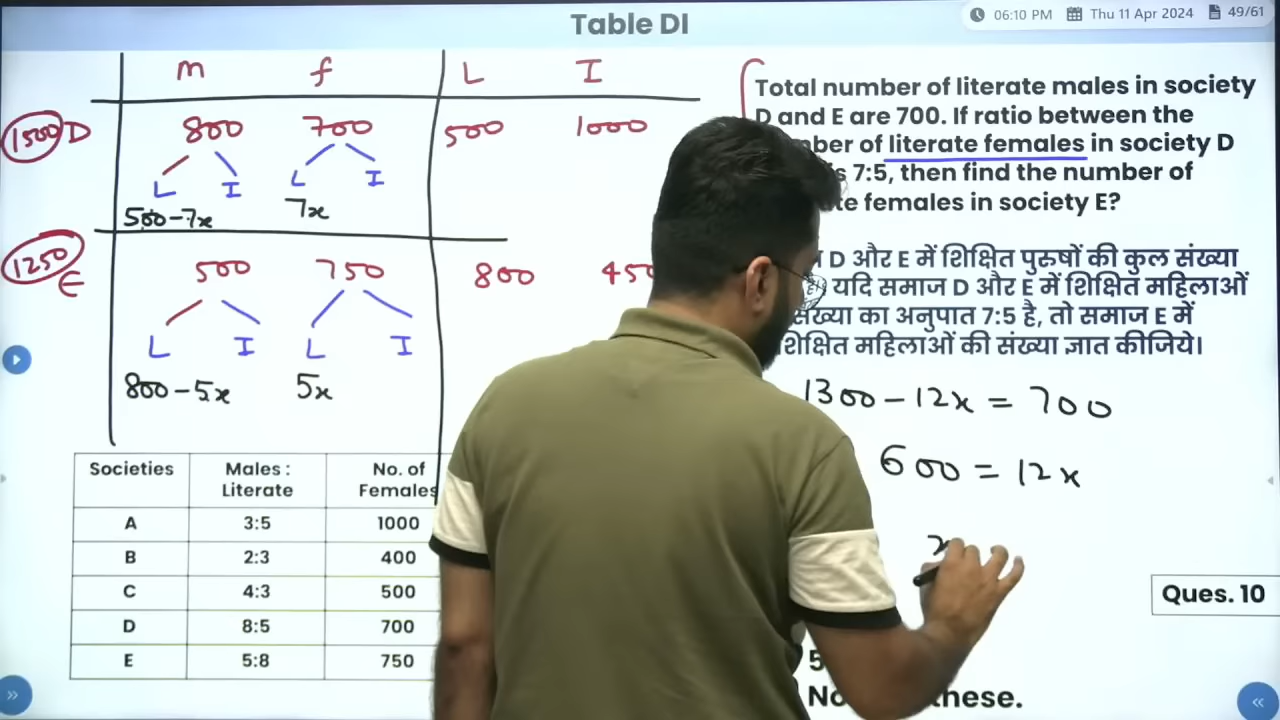 Table DI
06:10 PM Thu 11 Apr 2024 49/61
m f L I
1500 D 800 700 500 1000
L I L I
500-7x 7x
1250 E 500 750 800 450
L I L I
800-5x 5x
Societies Males : Literate No. of Females
A 3:5 1000
B 2:3 400
C 4:3 500
D 8:5 700
E 5:8 750
Total number of literate males in society
D and E are 700. If ratio between the
of literate females in society D
7:5, then find the number of
females in society E?
D और E में शिक्षित पुरुषों की कुल संख्या
यदि समाज D और E में शिक्षित महिलाओं
संख्या का अनुपात 7:5 है, तो समाज E में
शिक्षित महिलाओं की संख्या ज्ञात कीजिये।
1300-12x = 700
600 = 12x
Ques. 10
5
these.